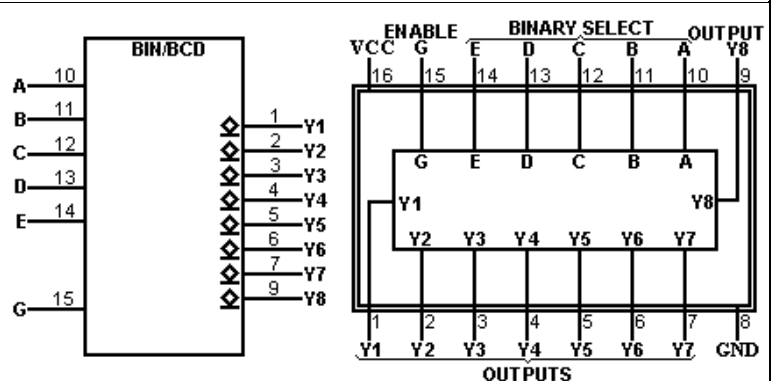 BIN/BCD
A 10
B 11
C 12
D 13
E 14
G 15
1 Y1
2 Y2
3 Y3
4 Y4
5 Y5
6 Y6
7 Y7
9 Y8
ENABLE BINARY SELECT OUTPUT
VCC G E D C B A Y8
16 15 14 13 12 11 10 9
G E D C B A
Y1 Y8
Y2 Y3 Y4 Y5 Y6 Y7
1 2 3 4 5 6 7 8
Y1 Y2 Y3 Y4 Y5 Y6 Y7 GND
OUTPUTS